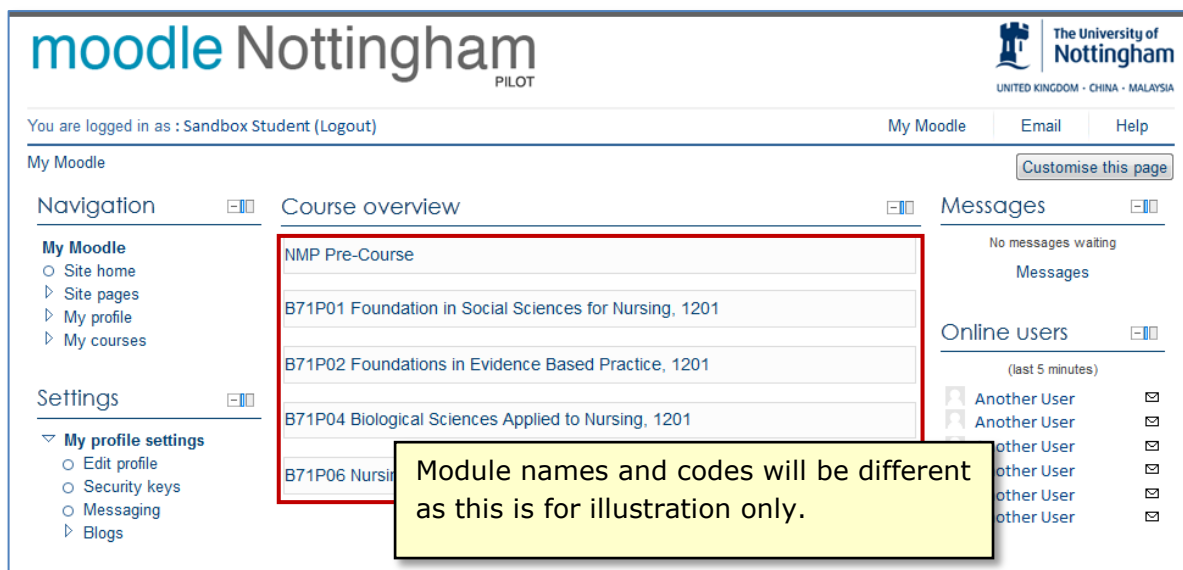 moodle Nottingham
PILOT
The University of
Nottingham
UNITED KINGDOM · CHINA · MALAYSIA
You are logged in as : Sandbox Student (Logout)
My Moodle
Email
Help
My Moodle
Customise this page
Navigation
My Moodle
Site home
Site pages
My profile
My courses
Settings
My profile settings
Edit profile
Security keys
Messaging
Blogs
Course overview
NMP Pre-Course
B71P01 Foundation in Social Sciences for Nursing, 1201
B71P02 Foundations in Evidence Based Practice, 1201
B71P04 Biological Sciences Applied to Nursing, 1201
B71P06
Module names and codes will be different
as this is for illustration only.
Messages
No messages waiting
Messages
Online users
(last 5 minutes)
Another User
Another User
other User
other User
other User
other User